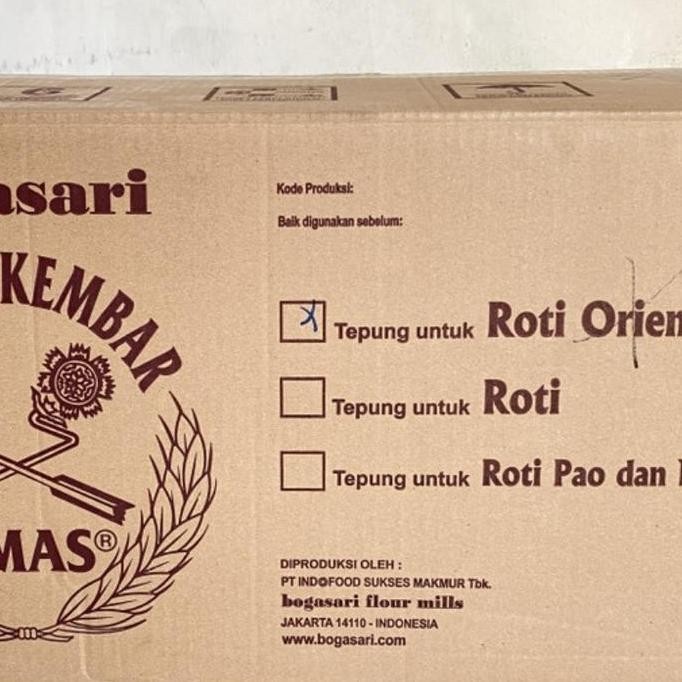 asari
Kode Produksi:
Baik digunakan sebelum:
KEMBAR
Tepung untuk Roti Orien
Tepung untuk Roti
Tepung untuk Roti Pao dan
MAS®
DIPRODUKSI OLEH :
PT INDOFOOD SUKSES MAKMUR Tbk.
bogasari flour mills
JAKARTA 14110 - INDONESIA
www.bogasari.com